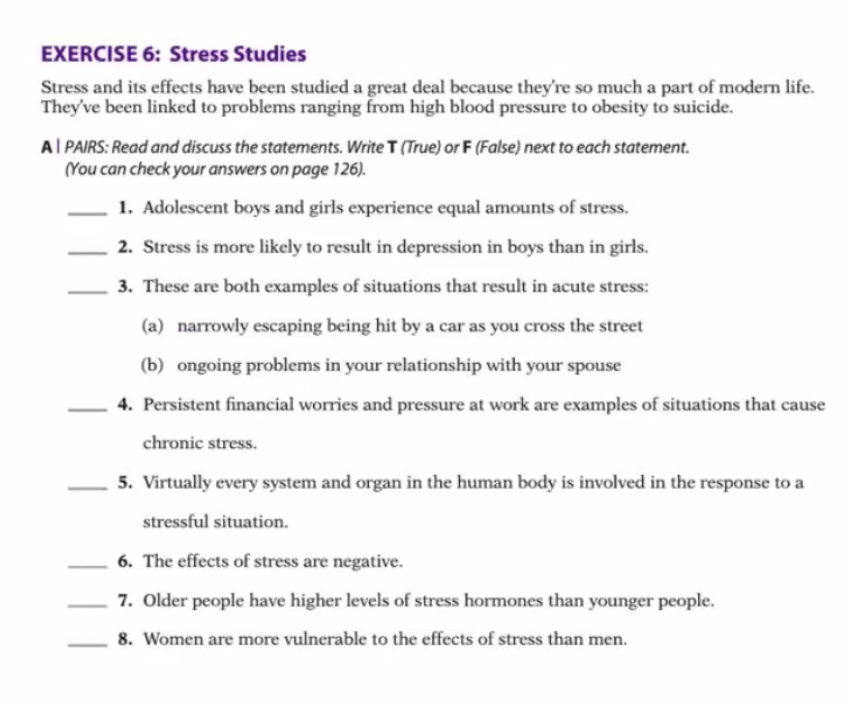 EXERCISE 6: Stress Studies
Stress and its effects have been studied a great deal because they're so much a part of modern life.
They've been linked to problems ranging from high blood pressure to obesity to suicide.
A | PAIRS: Read and discuss the statements. Write T (True) or F (False) next to each statement.
(You can check your answers on page 126).
____ 1. Adolescent boys and girls experience equal amounts of stress.
____ 2. Stress is more likely to result in depression in boys than in girls.
____ 3. These are both examples of situations that result in acute stress:
(a) narrowly escaping being hit by a car as you cross the street
(b) ongoing problems in your relationship with your spouse
____ 4. Persistent financial worries and pressure at work are examples of situations that cause
chronic stress.
____ 5. Virtually every system and organ in the human body is involved in the response to a
stressful situation.
____ 6. The effects of stress are negative.
____ 7. Older people have higher levels of stress hormones than younger people.
____ 8. Women are more vulnerable to the effects of stress than men.